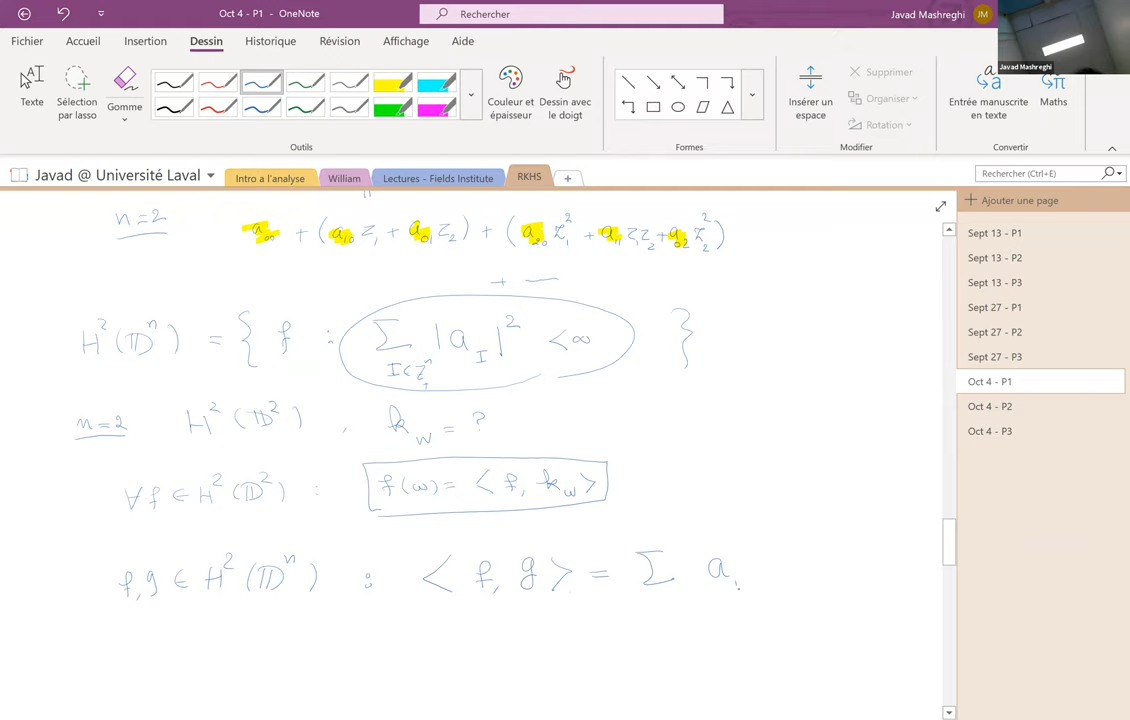 Oct 4 - P1 - OneNote
Rechercher
Javad Mashreghi
JM
Javad Mashreghi
Fichier Accueil Insertion Dessin Historique Révision Affichage Aide
Texte
Sélection par lasso
Gomme
Couleur et épaisseur
Dessin avec le doigt
Insérer un espace
Supprimer
Organiser
Rotation
Entrée manuscrite en texte
Maths
Outils
Formes
Modifier
Convertir
Javad @ Université Laval
Intro a l'analyse
William
Lectures - Fields Institute
RKHS
Rechercher (Ctrl+E)
Ajouter une page
Sept 13 - P1
Sept 13 - P2
Sept 13 - P3
Sept 27 - P1
Sept 27 - P2
Sept 27 - P3
Oct 4 - P1
Oct 4 - P2
Oct 4 - P3
n=2 a₀₀ + (a₁₀ z₁ + a₀₁ z₂) + (a₂₀ z₁² + a₁₁ z₁z₂ + a₀₂ z₂²)
+ —
H²(𝔻ⁿ) = { f : Σ |a_I|² < ∞ }
n=2 H²(𝔻²) , k_w = ?
∀f ∈ H²(𝔻²) : f(w) = < f, k_w >
f,g ∈ H²(𝔻ⁿ) : < f, g > = Σ a